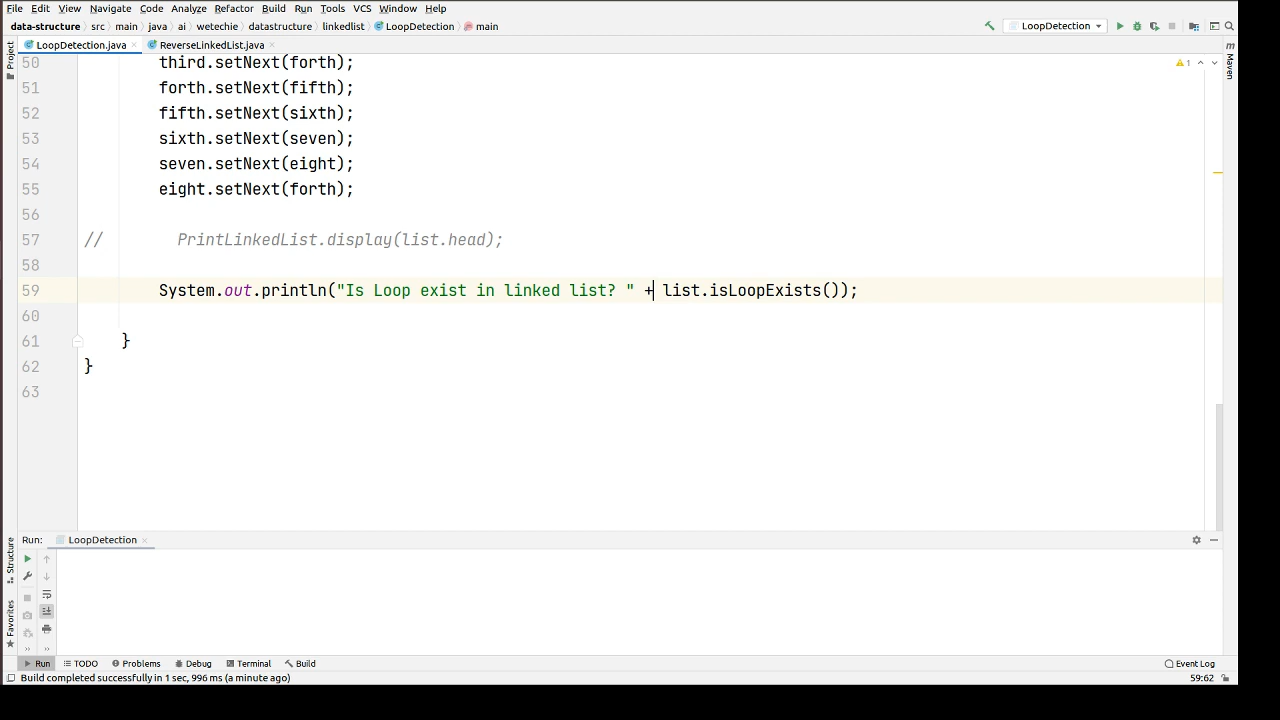 File Edit View Navigate Code Analyze Refactor Build Run Tools VCS Window Help
data-structure src main java ai wetechie datastructure linkedlist LoopDetection main LoopDetection
LoopDetection.java ReverseLinkedList.java
Project
Maven
1
50 third.setNext(forth);
51 forth.setNext(fifth);
52 fifth.setNext(sixth);
53 sixth.setNext(seven);
54 seven.setNext(eight);
55 eight.setNext(forth);
56
57 // PrintLinkedList.display(list.head);
58
59 System.out.println("Is Loop exist in linked list? " + list.isLoopExists());
60
61 }
62 }
63
Run: LoopDetection
Structure
Favorites
Run TODO Problems Debug Terminal Build Event Log
Build completed successfully in 1 sec, 996 ms (a minute ago) 59:62